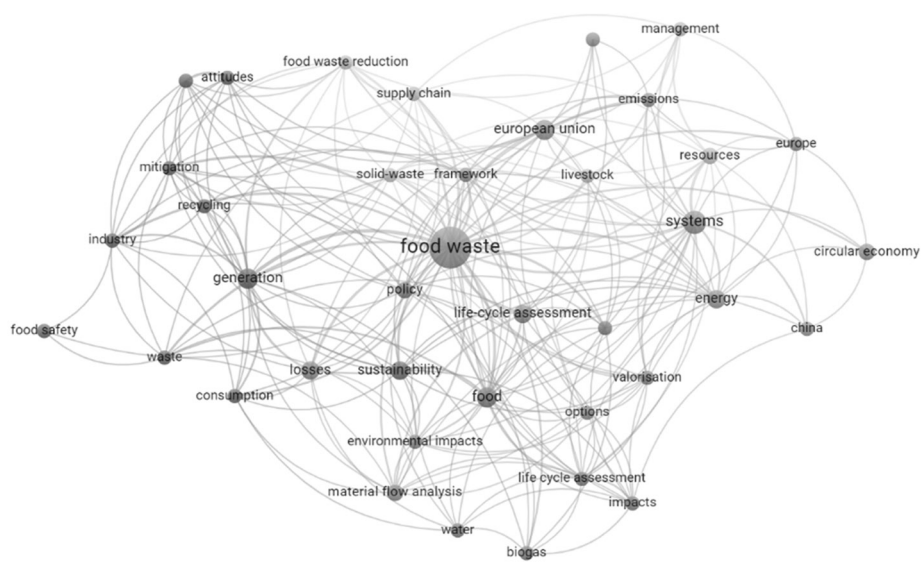 management
food waste reduction
attitudes
supply chain
emissions
european union
europe
resources
mitigation
solid-waste
framework
livestock
recycling
systems
industry
food waste
circular economy
generation
policy
energy
life-cycle assessment
food safety
china
waste
losses
sustainability
valorisation
consumption
food
options
environmental impacts
life cycle assessment
material flow analysis
impacts
water
biogas